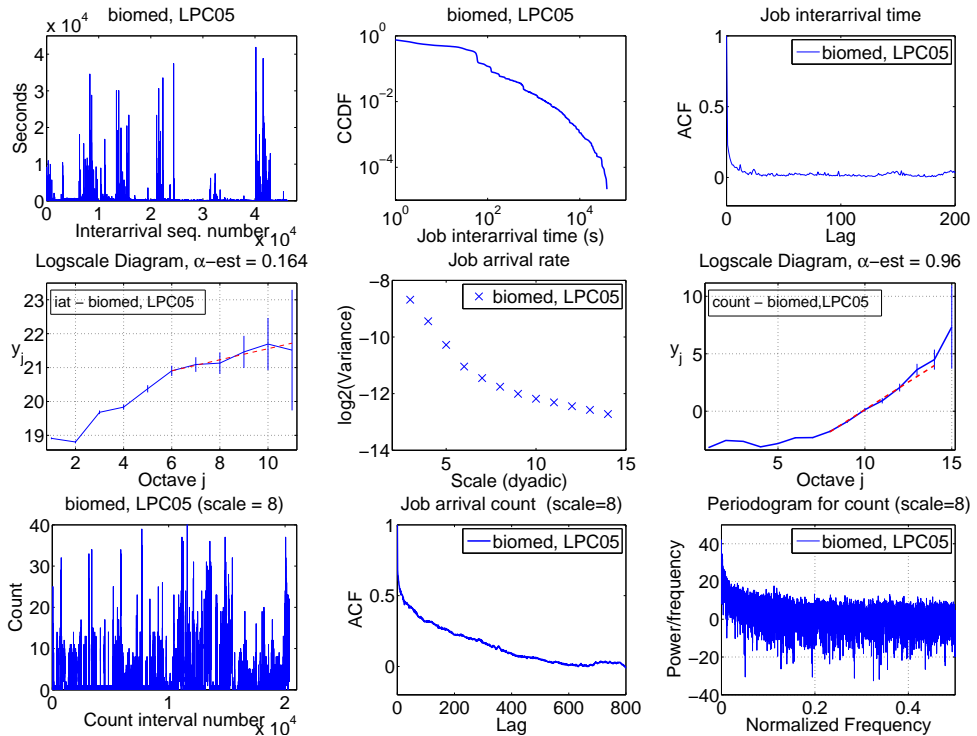 biomed, LPC05
x 10^4
4
3
2
1
0
Seconds
0 1 2 3 4
Interarrival seq. number
x 10^4
biomed, LPC05
10^0
10^-2
10^-4
CCDF
10^0 10^2 10^4
Job interarrival time (s)
Job interarrival time
biomed, LPC05
1
0.5
0
ACF
0 100 200
Lag
Logscale Diagram, α-est = 0.164
iat - biomed, LPC05
23
22
21
20
19
y_j
2 4 6 8 10
Octave j
Job arrival rate
biomed, LPC05
-8
-10
-12
-14
log2(Variance)
5 10 15
Scale (dyadic)
Logscale Diagram, α-est = 0.96
count - biomed,LPC05
10
5
0
y_j
5 10 15
Octave j
biomed, LPC05 (scale = 8)
40
30
20
10
0
Count
0 1 2
Count interval number
x 10^4
Job arrival count (scale=8)
biomed, LPC05
1
0.5
0
ACF
0 200 400 600 800
Lag
Periodogram for count (scale=8)
biomed, LPC05
40
20
0
-20
-40
Power/frequency
0 0.2 0.4
Normalized Frequency